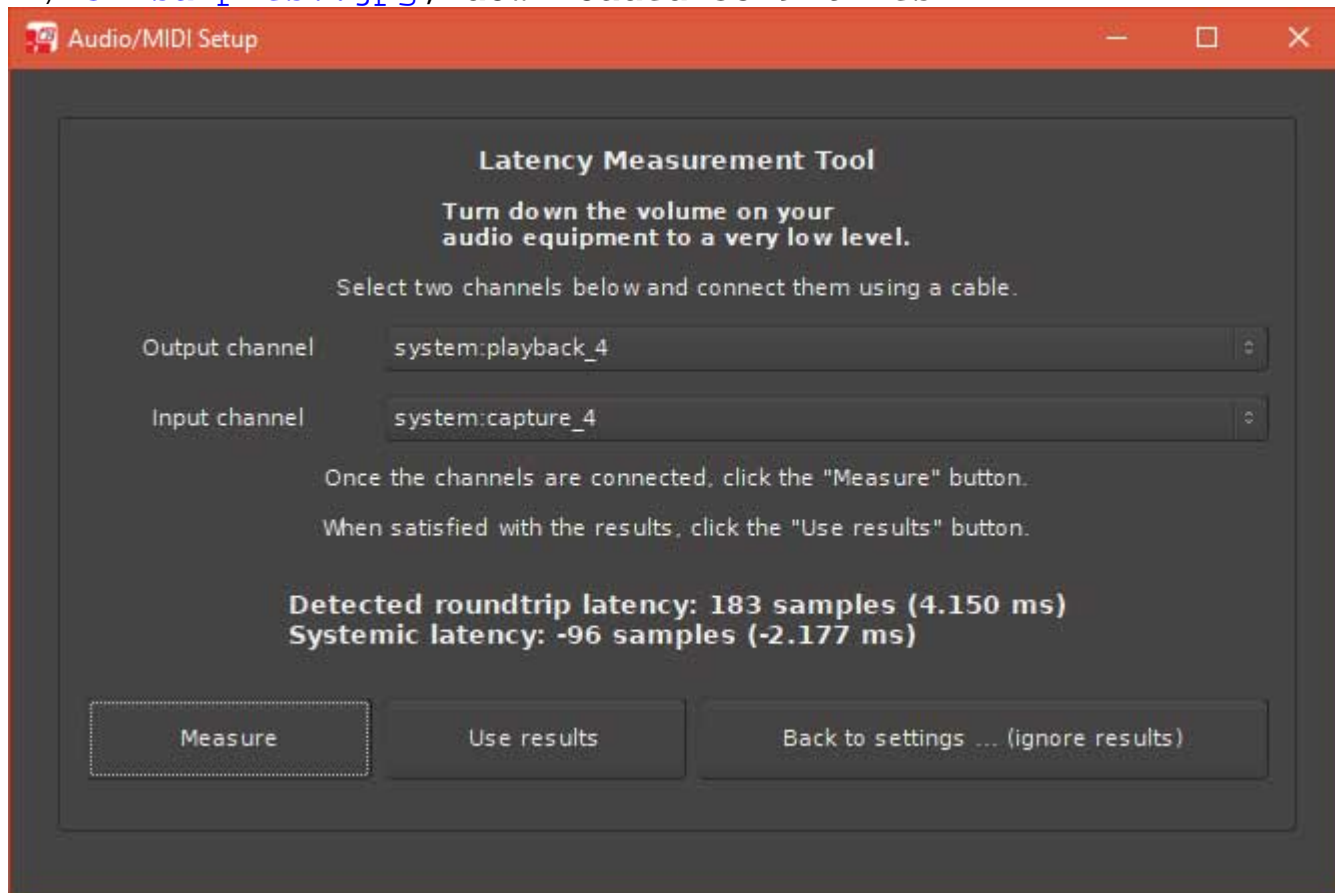 Audio/MIDI Setup
Latency Measurement Tool
Turn down the volume on your
audio equipment to a very low level.
Select two channels below and connect them using a cable.
Output channel system:playback_4
Input channel system:capture_4
Once the channels are connected, click the "Measure" button.
When satisfied with the results, click the "Use results" button.
Detected roundtrip latency: 183 samples (4.150 ms)
Systemic latency: -96 samples (-2.177 ms)
Measure Use results Back to settings ... (ignore results)